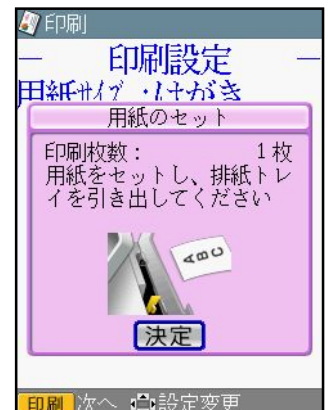 印刷
印刷設定
用紙サイズ :はがき
用紙のセット
印刷枚数： 1枚
用紙をセットし、排紙トレ
イを引き出してください
ABC
決定
印刷 次へ 設定変更